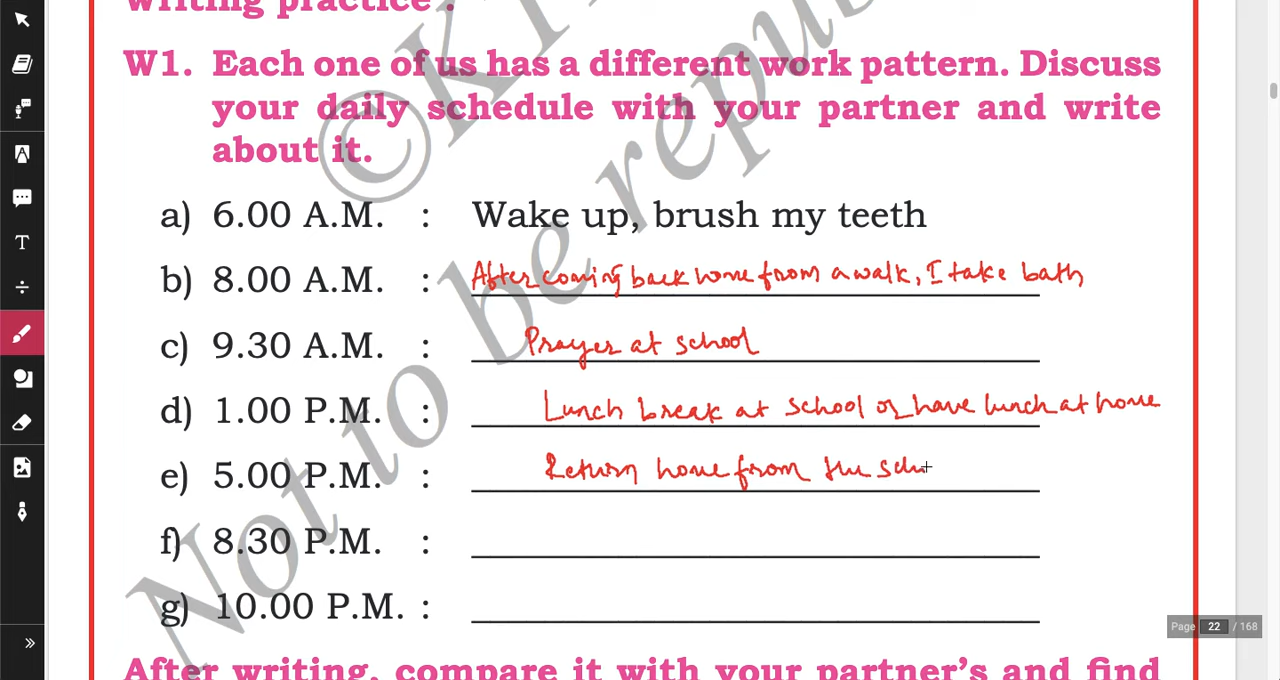 writing practice .
W1. Each one of us has a different work pattern. Discuss
your daily schedule with your partner and write
about it.
a) 6.00 A.M. : Wake up, brush my teeth
b) 8.00 A.M. : After coming back home from a walk, I take bath
c) 9.30 A.M. : Prayer at school
d) 1.00 P.M. : Lunch break at school or have lunch at home
e) 5.00 P.M. : Return home from the sch
f) 8.30 P.M. :
g) 10.00 P.M. :
After writing, compare it with your partner's and find
©KT
Not to be repu
Page 22 / 168